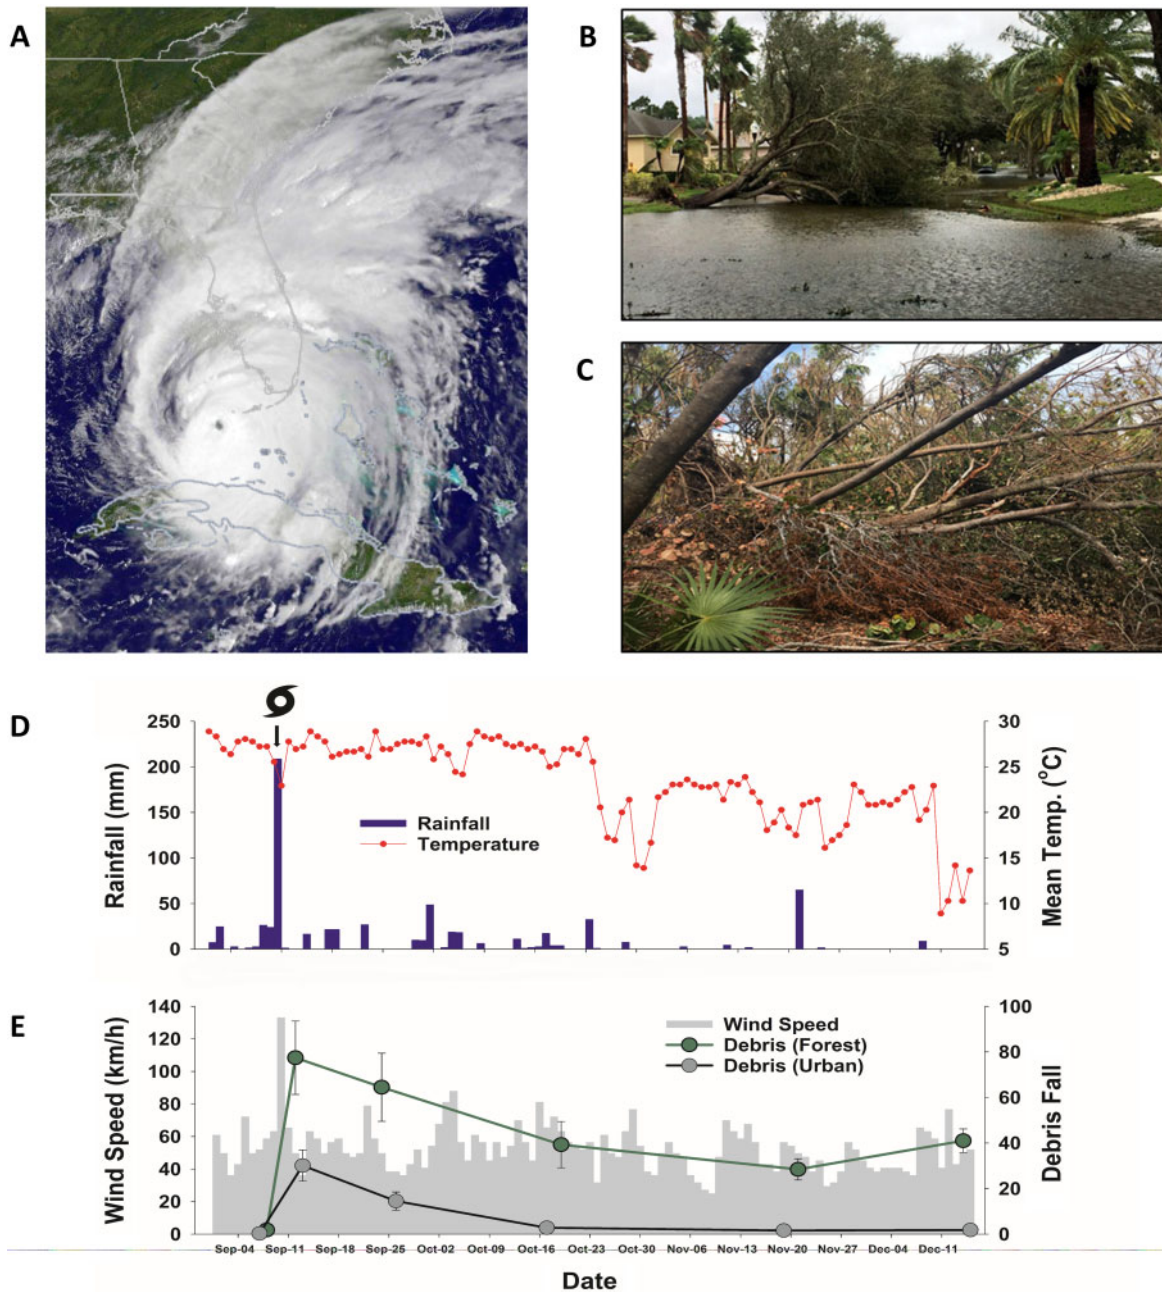 A
B
C
D
250
200
150
100
50
0
Rainfall (mm)
Rainfall
Temperature
30
25
20
15
10
5
Mean Temp. (°C)
E
140
120
100
80
60
40
20
0
Wind Speed (km/h)
Wind Speed
Debris (Forest)
Debris (Urban)
100
80
60
40
20
0
Debris Fall
Sep-04 Sep-11 Sep-18 Sep-25 Oct-02 Oct-09 Oct-16 Oct-23 Oct-30 Nov-06 Nov-13 Nov-20 Nov-27 Dec-04 Dec-11
Date